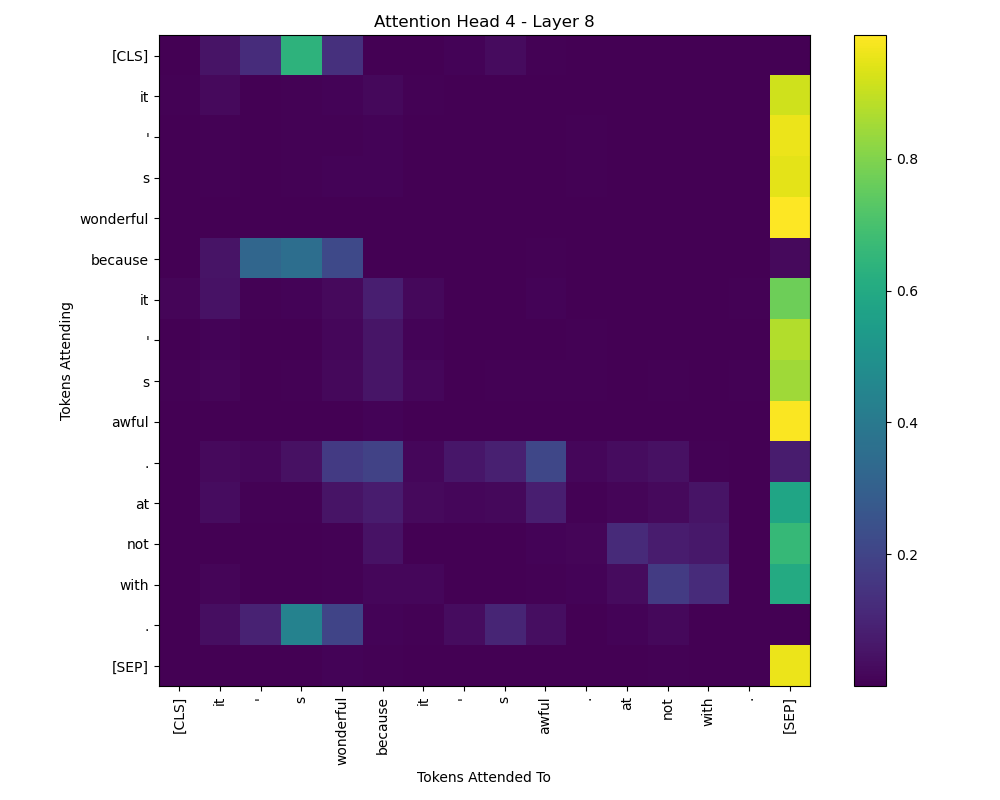 Attention Head 4 - Layer 8
Tokens Attending
[CLS]
it
'
s
wonderful
because
it
'
s
awful
.
at
not
with
.
[SEP]
[CLS]
it
'
s
wonderful
because
it
'
s
awful
.
at
not
with
.
[SEP]
Tokens Attended To
0.8
0.6
0.4
0.2